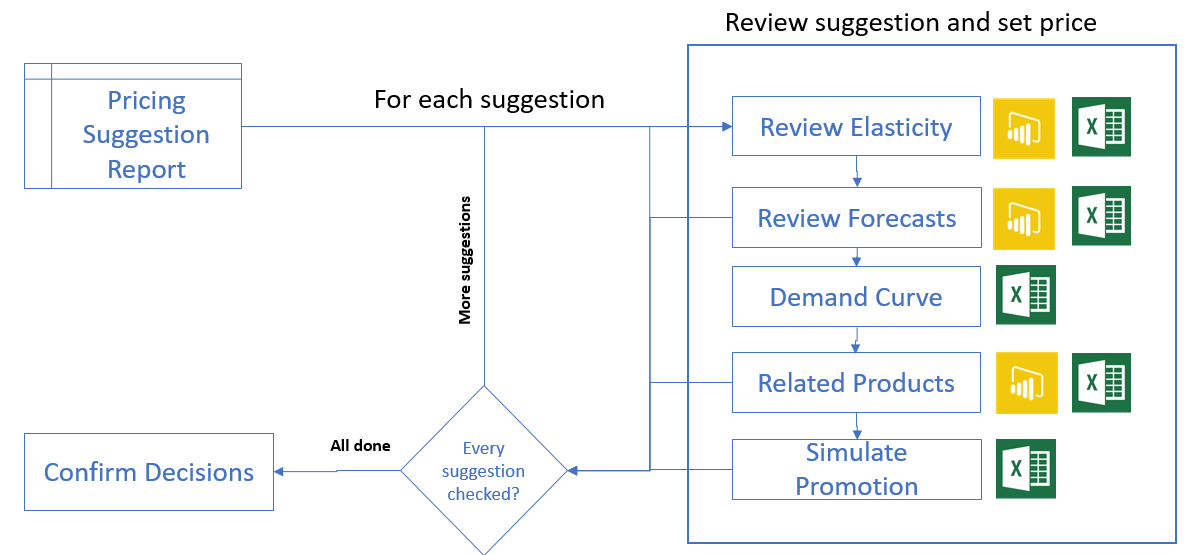 Review suggestion and set price
Pricing
Suggestion
Report
For each suggestion
Review Elasticity
X
Review Forecasts
X
More suggestions
Demand Curve
X
Related Products
X
Simulate
Promotion
X
Every
suggestion
checked?
All done
Confirm Decisions